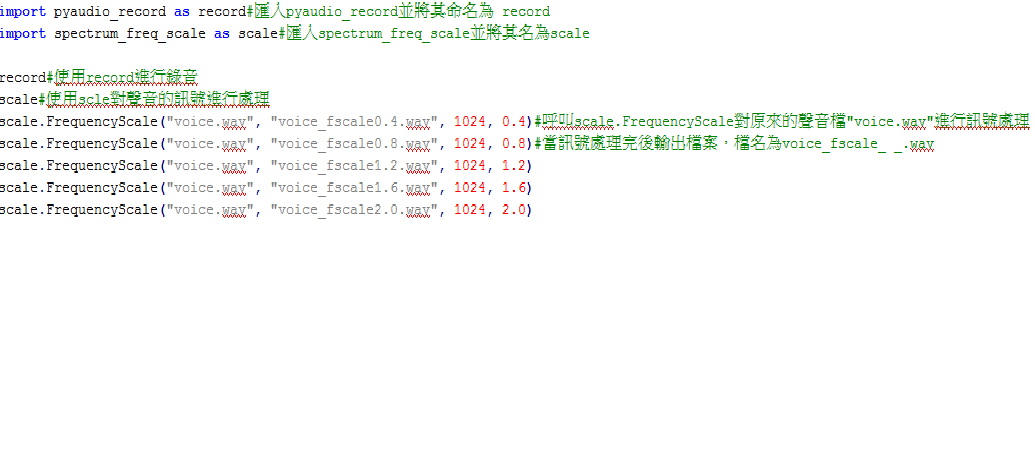 import pyaudio_record as record#匯入pyaudio_record並將其命名為 record
import spectrum_freq_scale as scale#匯入spectrum_freq_scale並將其名為scale
record#使用record進行錄音
scale#使用scle對聲音的訊號進行處理
scale.FrequencyScale("voice.wav", "voice_fscale0.4.wav", 1024, 0.4)#呼叫scale.FrequencyScale對原來的聲音檔"voice.wav"進行訊號處理
scale.FrequencyScale("voice.wav", "voice_fscale0.8.wav", 1024, 0.8)#當訊號處理完後輸出檔案，檔名為voice_fscale_ _.wav
scale.FrequencyScale("voice.wav", "voice_fscale1.2.wav", 1024, 1.2)
scale.FrequencyScale("voice.wav", "voice_fscale1.6.wav", 1024, 1.6)
scale.FrequencyScale("voice.wav", "voice_fscale2.0.wav", 1024, 2.0)